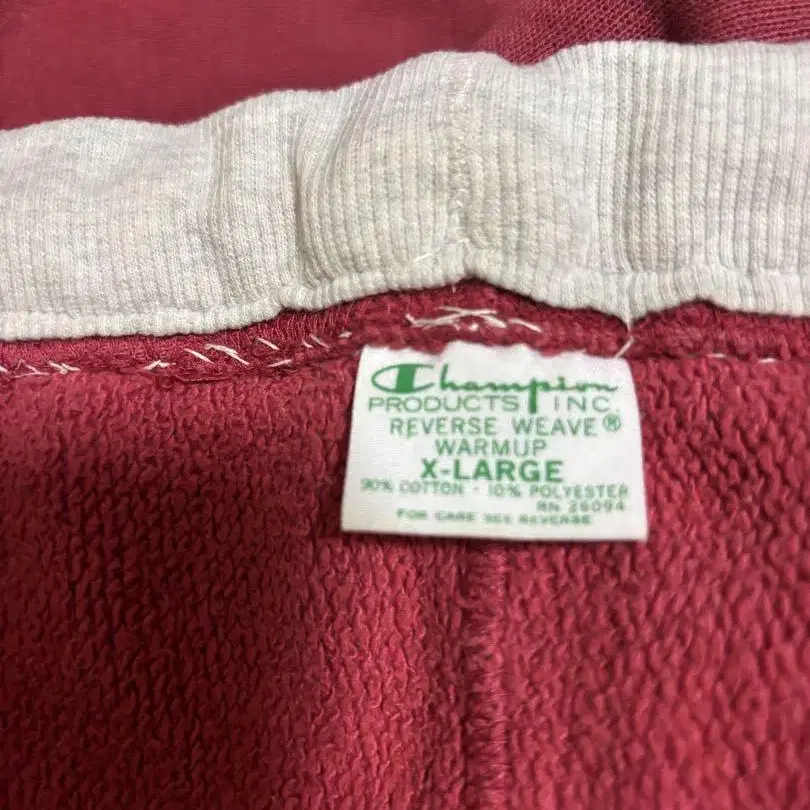 Champion
PRODUCTS INC
REVERSE WEAVE®
WARMUP
X-LARGE
90% COTTON · 10% POLYESTER
RN 26094
FOR CARE SEE REVERSE